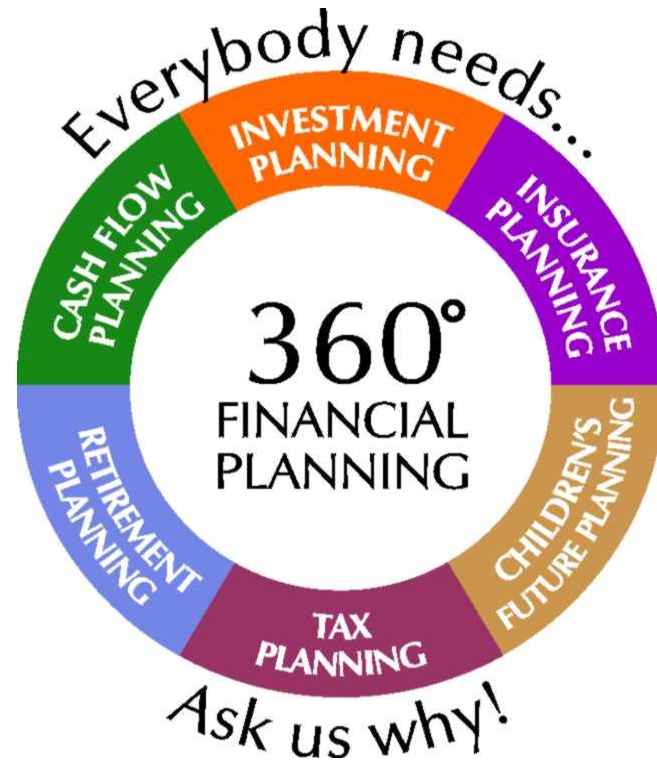 Everybody needs...
INVESTMENT
PLANNING
INSURANCE
PLANNING
CHILDREN'S
FUTURE PLANNING
TAX
PLANNING
RETIREMENT
PLANNING
CASH FLOW
PLANNING
360°
FINANCIAL
PLANNING
Ask us why!